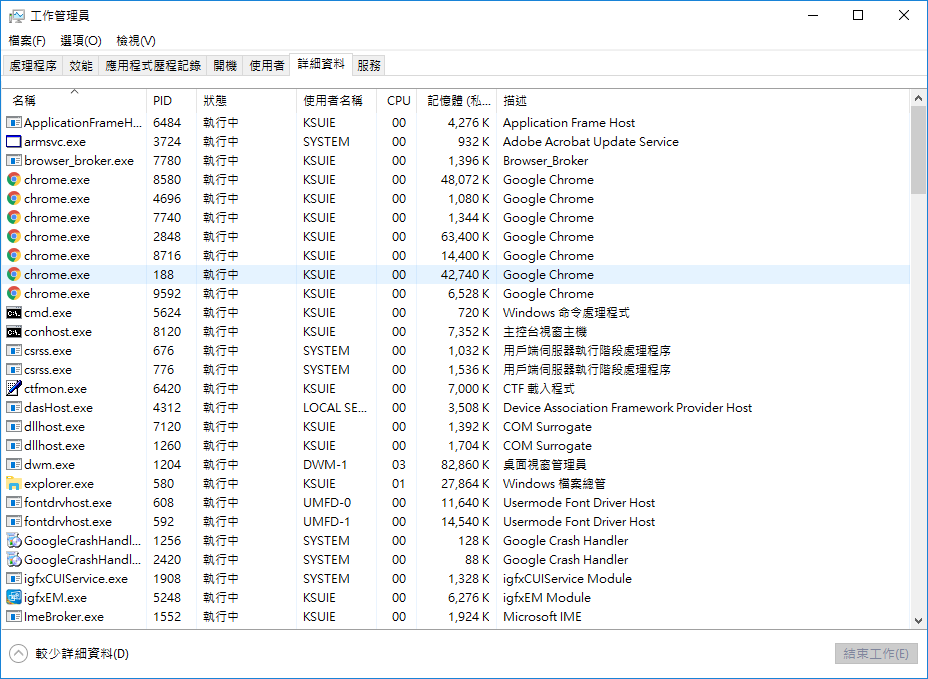 工作管理員
檔案(F) 選項(O) 檢視(V)
處理程序 效能 應用程式歷程記錄 開機 使用者 詳細資料 服務
名稱 PID 狀態 使用者名稱 CPU 記憶體 (私... 描述
ApplicationFrameH... 6484 執行中 KSUIE 00 4,276 K Application Frame Host
armsvc.exe 3724 執行中 SYSTEM 00 932 K Adobe Acrobat Update Service
browser_broker.exe 7780 執行中 KSUIE 00 1,396 K Browser_Broker
chrome.exe 8580 執行中 KSUIE 00 48,072 K Google Chrome
chrome.exe 4696 執行中 KSUIE 00 1,080 K Google Chrome
chrome.exe 7740 執行中 KSUIE 00 1,344 K Google Chrome
chrome.exe 2848 執行中 KSUIE 00 63,400 K Google Chrome
chrome.exe 8716 執行中 KSUIE 00 14,400 K Google Chrome
chrome.exe 188 執行中 KSUIE 00 42,740 K Google Chrome
chrome.exe 9592 執行中 KSUIE 00 6,528 K Google Chrome
cmd.exe 5624 執行中 KSUIE 00 720 K Windows 命令處理程式
conhost.exe 8120 執行中 KSUIE 00 7,352 K 主控台視窗主機
csrss.exe 676 執行中 SYSTEM 00 1,032 K 用戶端伺服器執行階段處理程序
csrss.exe 776 執行中 SYSTEM 00 1,536 K 用戶端伺服器執行階段處理程序
ctfmon.exe 6420 執行中 KSUIE 00 7,000 K CTF 載入程式
dasHost.exe 4312 執行中 LOCAL SE... 00 3,508 K Device Association Framework Provider Host
dllhost.exe 7120 執行中 KSUIE 00 1,392 K COM Surrogate
dllhost.exe 1260 執行中 KSUIE 00 1,704 K COM Surrogate
dwm.exe 1204 執行中 DWM-1 03 82,860 K 桌面視窗管理員
explorer.exe 580 執行中 KSUIE 01 27,864 K Windows 檔案總管
fontdrvhost.exe 608 執行中 UMFD-0 00 11,640 K Usermode Font Driver Host
fontdrvhost.exe 592 執行中 UMFD-1 00 14,540 K Usermode Font Driver Host
GoogleCrashHandl... 1256 執行中 SYSTEM 00 128 K Google Crash Handler
GoogleCrashHandl... 2420 執行中 SYSTEM 00 88 K Google Crash Handler
igfxCUIService.exe 1908 執行中 SYSTEM 00 1,328 K igfxCUIService Module
igfxEM.exe 5248 執行中 KSUIE 00 6,276 K igfxEM Module
ImeBroker.exe 1552 執行中 KSUIE 00 1,924 K Microsoft IME
較少詳細資料(D) 結束工作(E)